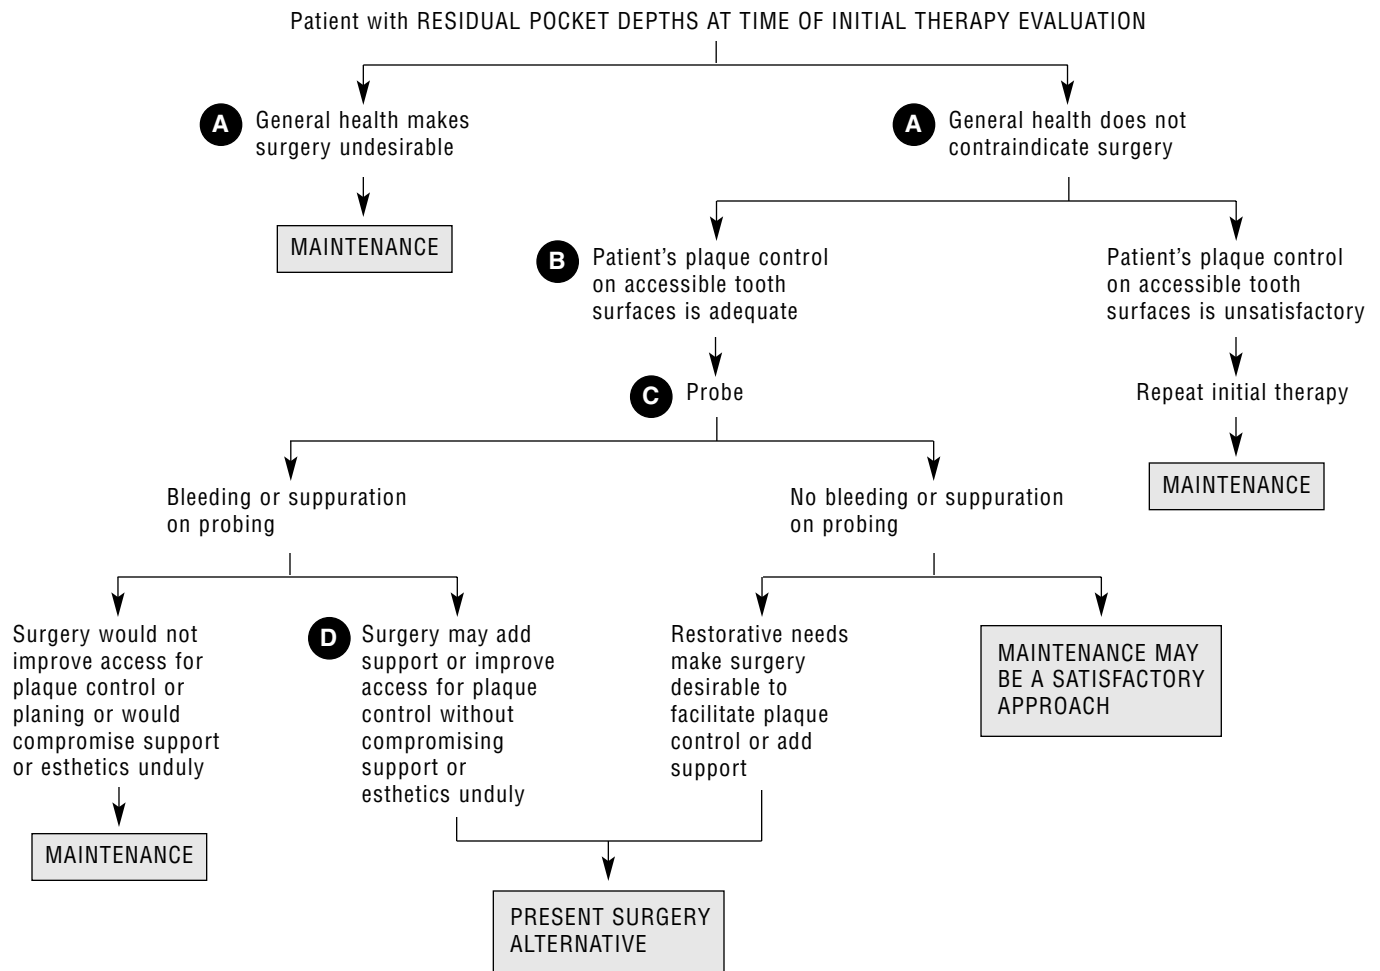 Patient with RESIDUAL POCKET DEPTHS AT TIME OF INITIAL THERAPY EVALUATION
A
General health makes
surgery undesirable
A
General health does not
contraindicate surgery
MAINTENANCE
B
Patient’s plaque control
on accessible tooth
surfaces is adequate
Patient’s plaque control
on accessible tooth
surfaces is unsatisfactory
C
Probe
Repeat initial therapy
MAINTENANCE
Bleeding or suppuration
on probing
No bleeding or suppuration
on probing
Surgery would not
improve access for
plaque control or
planing or would
compromise support
or esthetics unduly
D
Surgery may add
support or improve
access for plaque
control without
compromising
support or
esthetics unduly
Restorative needs
make surgery
desirable to
facilitate plaque
control or add
support
MAINTENANCE MAY
BE A SATISFACTORY
APPROACH
MAINTENANCE
PRESENT SURGERY
ALTERNATIVE